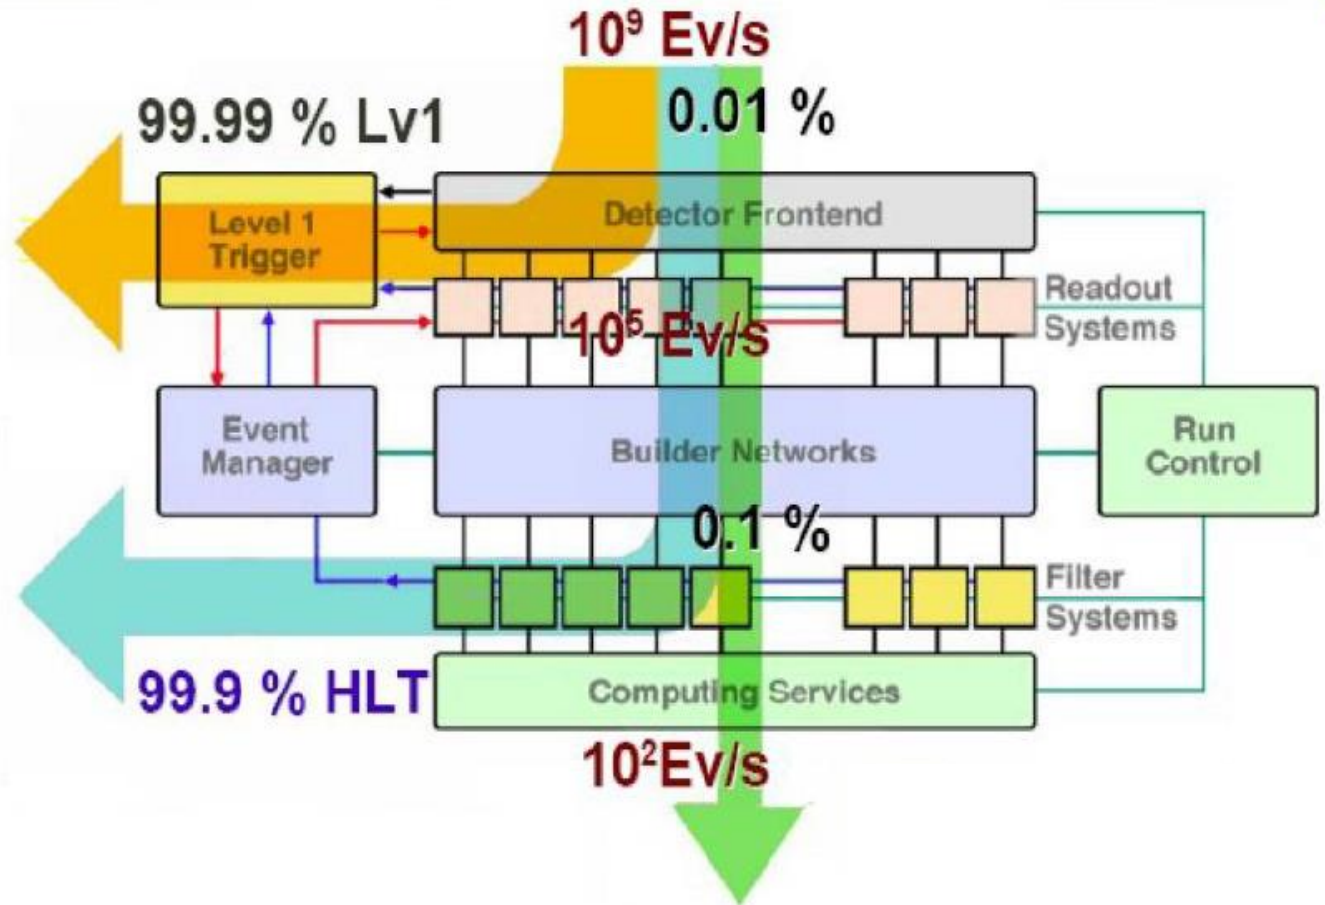 10⁹ Ev/s
99.99 % Lv1
0.01 %
Level 1
Trigger
Detector Frontend
Readout
Systems
10⁵ Ev/s
Event
Manager
Builder Networks
Run
Control
0.1 %
Filter
Systems
99.9 % HLT
Computing Services
10²Ev/s